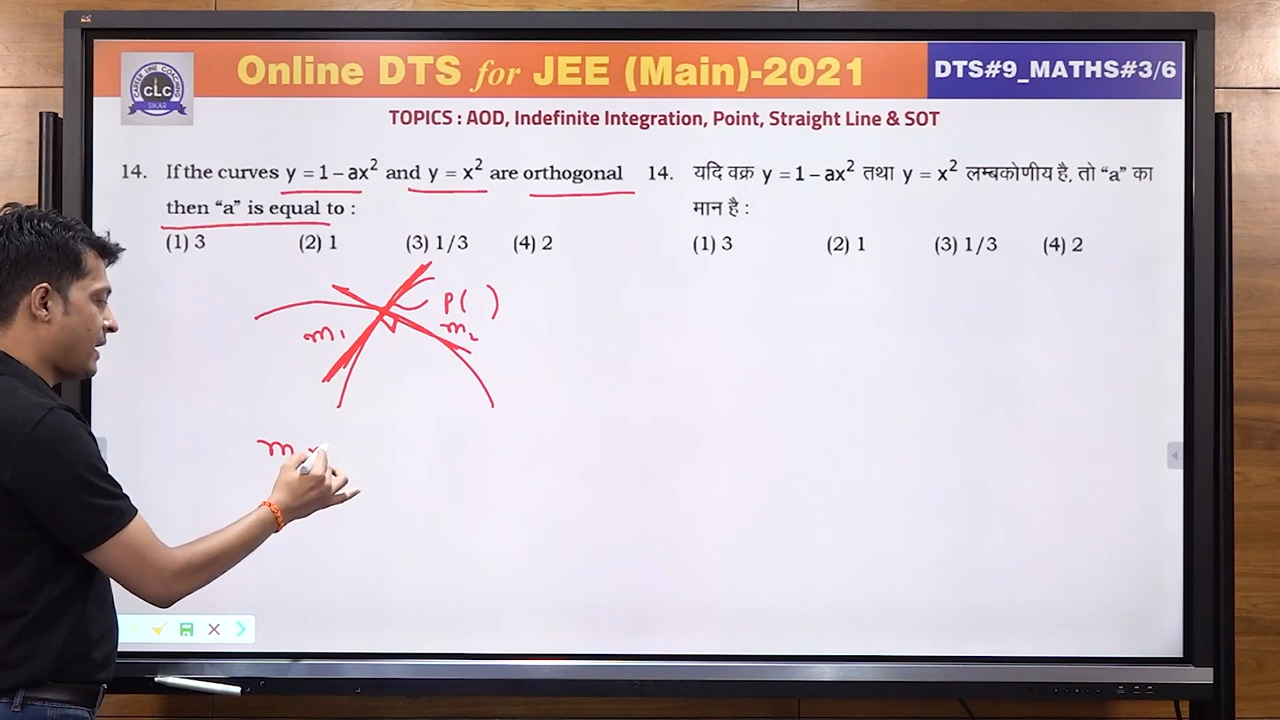 CAREER LINE COACHING
CLC
SIKAR
Online DTS for JEE (Main)-2021
DTS#9_MATHS#3/6
TOPICS : AOD, Indefinite Integration, Point, Straight Line & SOT
14. If the curves y = 1 – ax² and y = x² are orthogonal
then “a” is equal to :
(1) 3 (2) 1 (3) 1/3 (4) 2
14. यदि वक्र y = 1 – ax² तथा y = x² लम्बकोणीय है, तो “a” का
मान है :
(1) 3 (2) 1 (3) 1/3 (4) 2
P( )
m₁ m₂
m